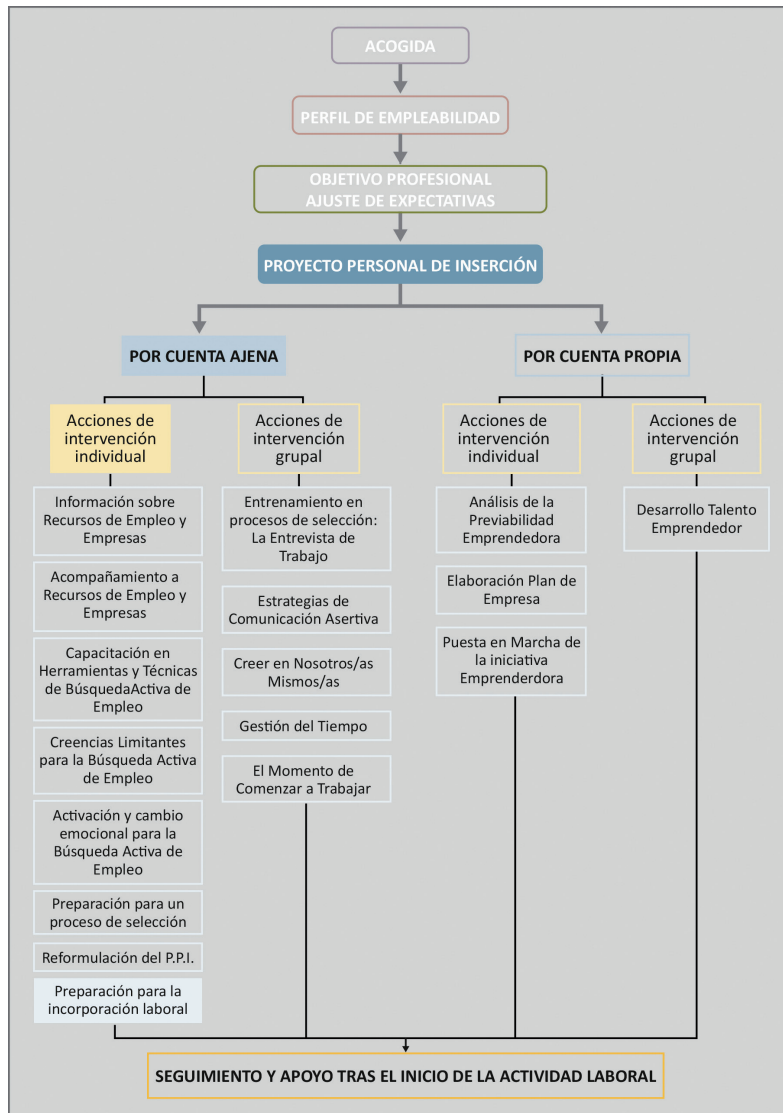 ACOGIDA
PERFIL DE EMPLEABILIDAD
OBJETIVO PROFESIONAL
AJUSTE DE EXPECTATIVAS
PROYECTO PERSONAL DE INSERCIÓN
POR CUENTA AJENA
POR CUENTA PROPIA
Acciones de
intervención
individual
Acciones de
intervención
grupal
Acciones de
intervención
individual
Acciones de
intervención
grupal
Información sobre
Recursos de Empleo y
Empresas
Acompañamiento a
Recursos de Empleo y
Empresas
Capacitación en
Herramientas y Técnicas
de BúsquedaActiva de
Empleo
Creencias Limitantes
para la Búsqueda Activa
de Empleo
Activación y cambio
emocional para la
Búsqueda Activa de
Empleo
Preparación para un
proceso de selección
Reformulación del P.P.I.
Preparación para la
incorporación laboral
Entrenamiento en
procesos de selección:
La Entrevista de
Trabajo
Estrategias de
Comunicación Asertiva
Creer en Nosotros/as
Mismos/as
Gestión del Tiempo
El Momento de
Comenzar a Trabajar
Análisis de la
Previabilidad
Emprendedora
Elaboración Plan de
Empresa
Puesta en Marcha de
la iniciativa
Emprenderdora
Desarrollo Talento
Emprendedor
SEGUIMIENTO Y APOYO TRAS EL INICIO DE LA ACTIVIDAD LABORAL